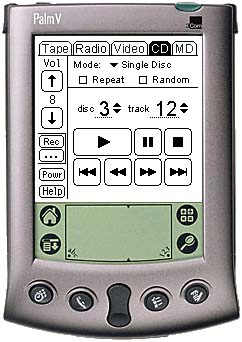 PalmV
3Com
Tape Radio Video CD MD
Vol Mode: Single Disc
Repeat Random
8
disc 3 track 12
Rec
...
Powr
Help